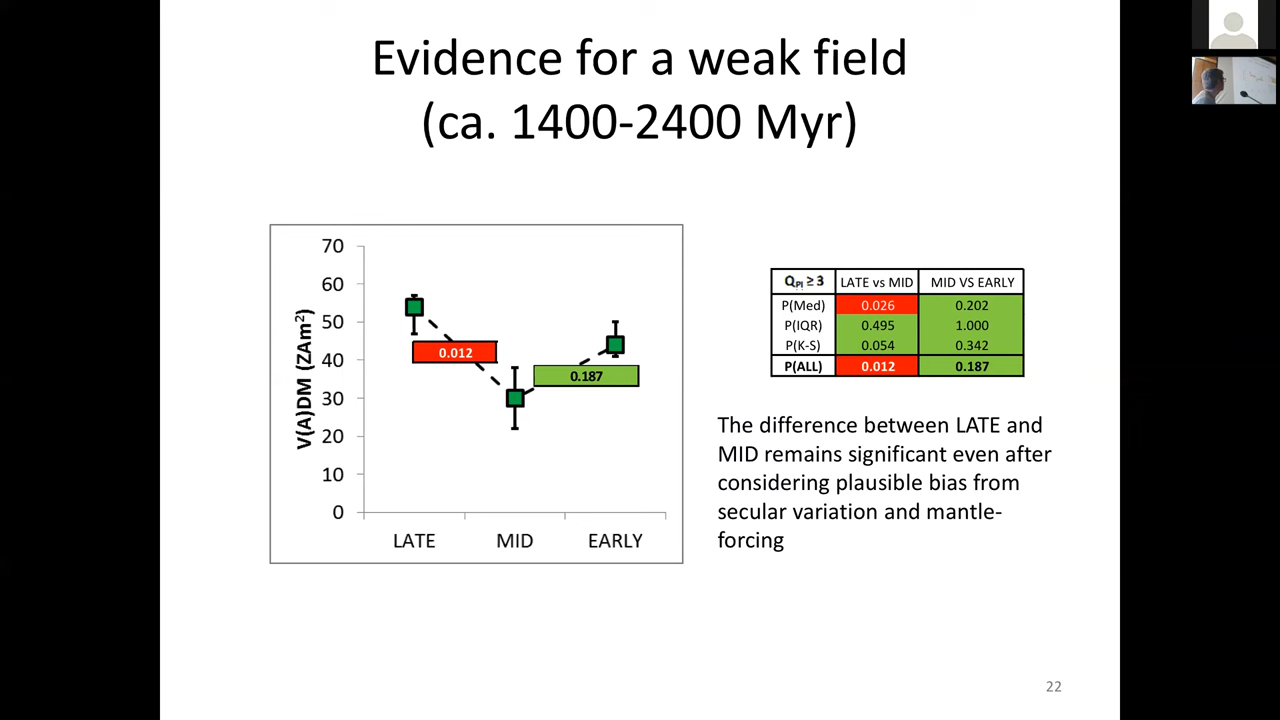 Evidence for a weak field
(ca. 1400-2400 Myr)
V(A)DM (ZAm²)
70
60
50
40
30
20
10
0
0.012
0.187
LATE MID EARLY
Q_PI ≥ 3 LATE vs MID MID VS EARLY
P(Med) 0.026 0.202
P(IQR) 0.495 1.000
P(K-S) 0.054 0.342
P(ALL) 0.012 0.187
The difference between LATE and
MID remains significant even after
considering plausible bias from
secular variation and mantle-
forcing
22